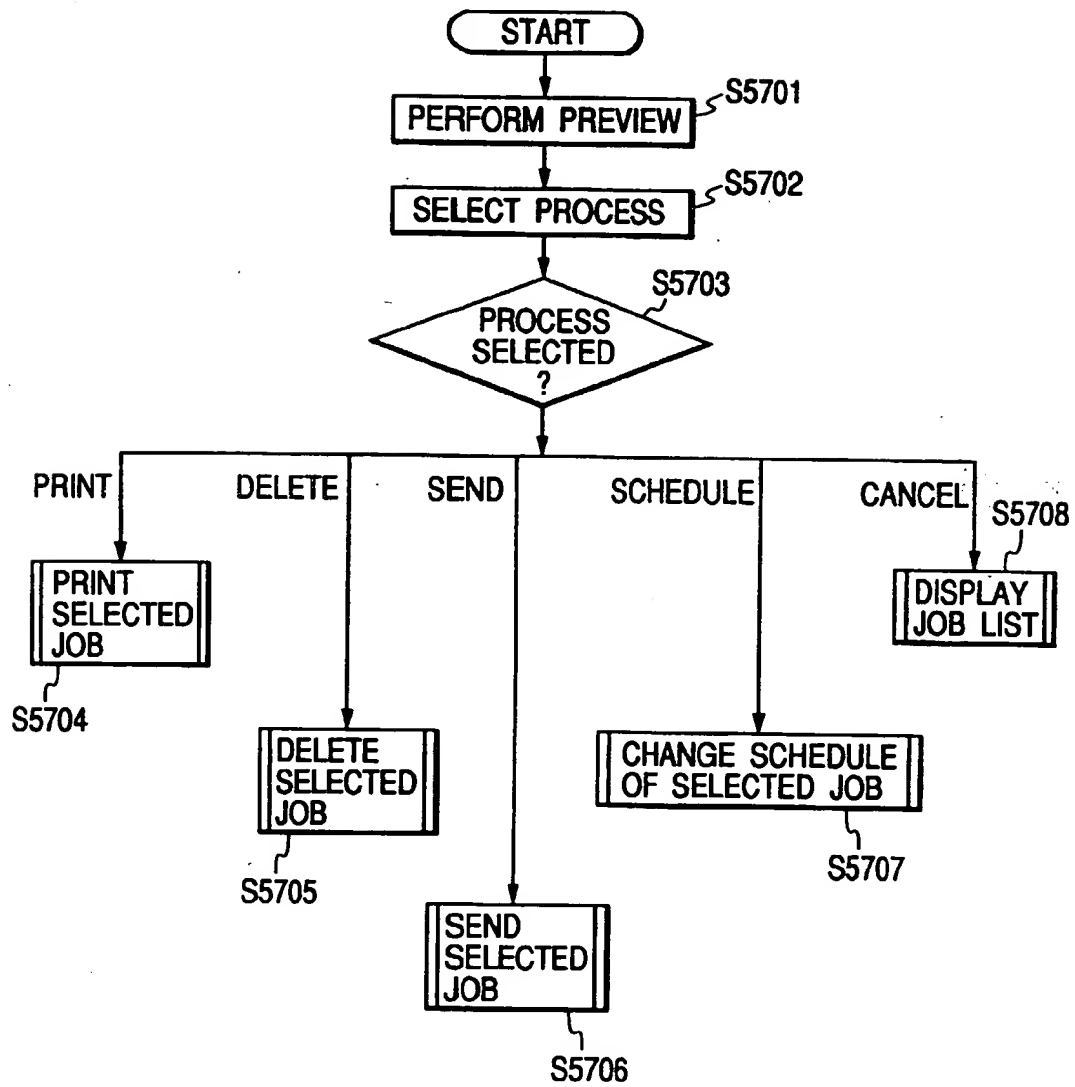 START
PERFORM PREVIEW
S5701
SELECT PROCESS
S5702
PROCESS
SELECTED
?
S5703
PRINT
DELETE
SEND
SCHEDULE
CANCEL
PRINT
SELECTED
JOB
S5704
DELETE
SELECTED
JOB
S5705
SEND
SELECTED
JOB
S5706
CHANGE SCHEDULE
OF SELECTED JOB
S5707
DISPLAY
JOB LIST
S5708